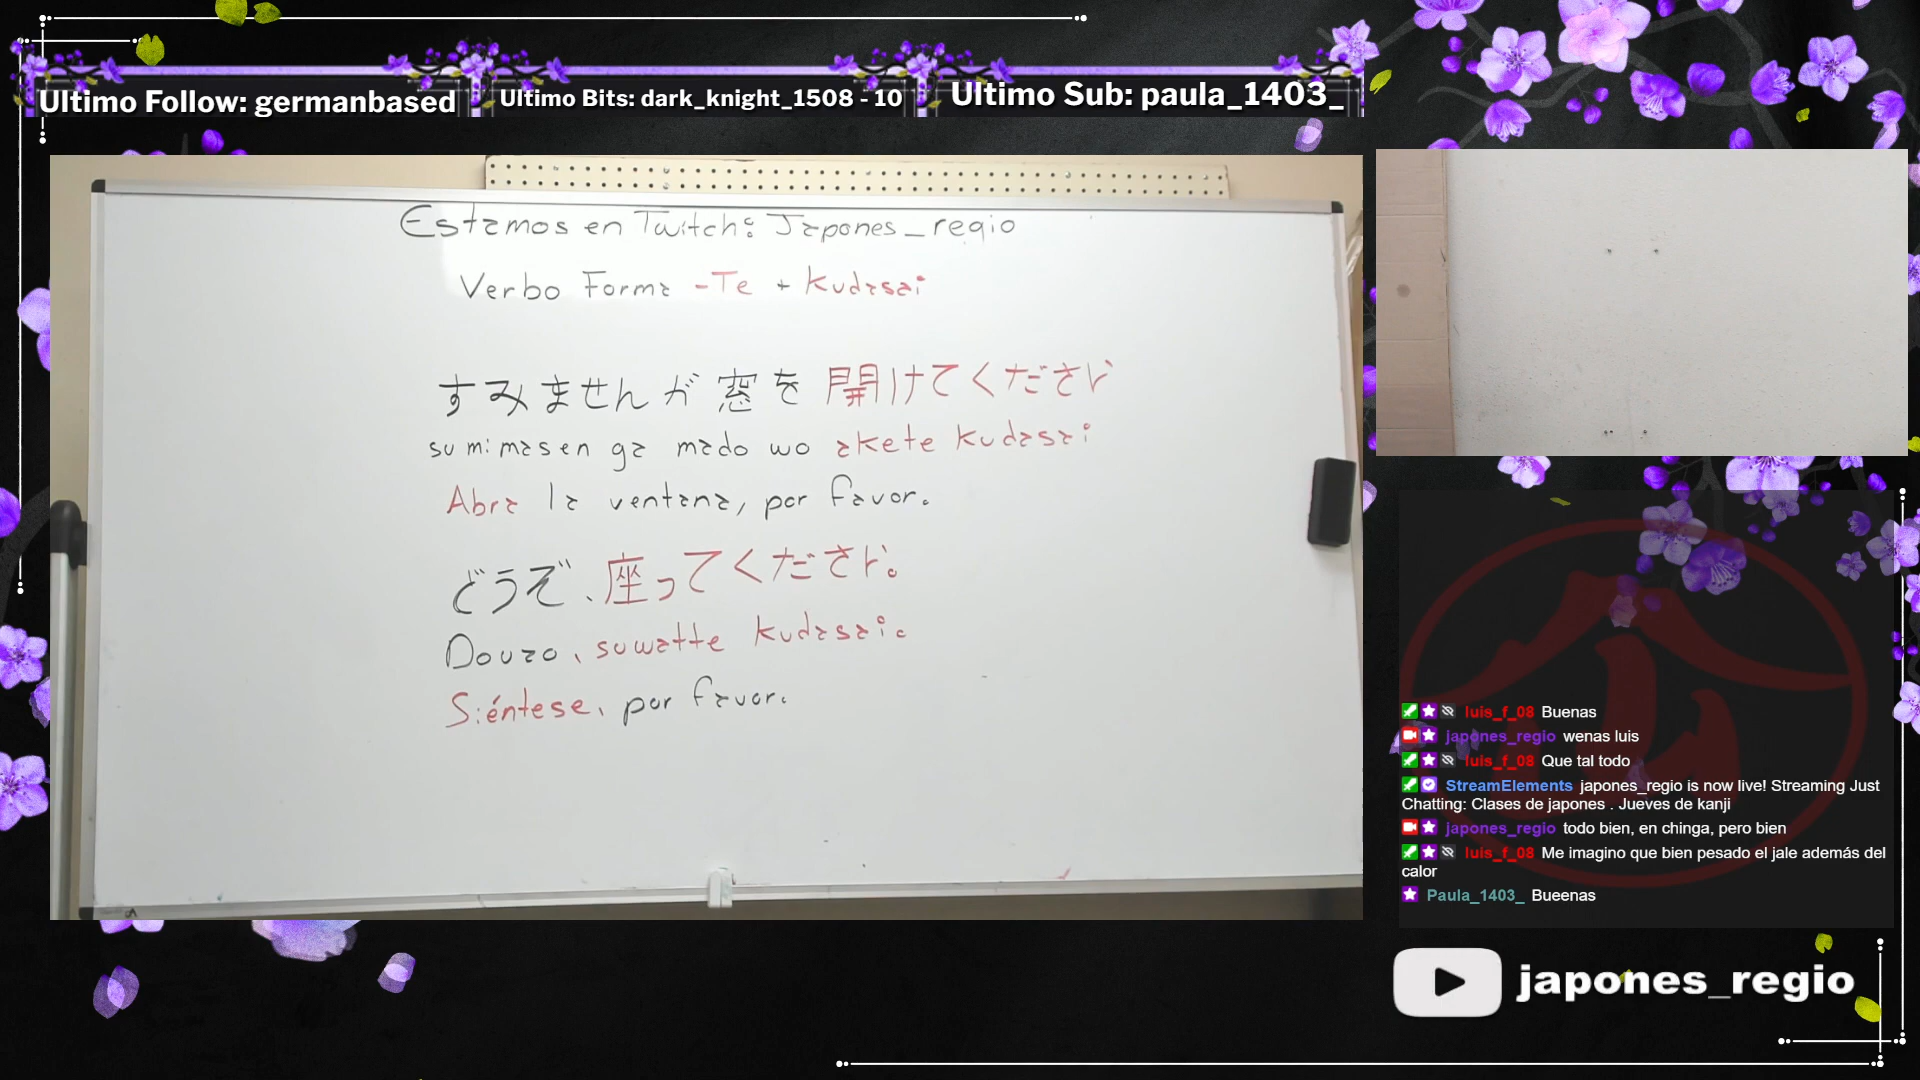 Ultimo Follow: germanbased
Ultimo Bits: dark_knight_1508 - 10
Ultimo Sub: paula_1403_
Estamos en Twitch: Japones_regio
Verbo Forma -Te + Kudasai
すみませんが窓を開けてください
sumimasen ga mado wo akete kudasai
Abra la ventana, por favor.
どうぞ、座ってください。
Douzo、suwatte kudasai。
Siéntese, por favor.
luis_f_08 Buenas
japones_regio wenas luis
luis_f_08 Que tal todo
StreamElements japones_regio is now live! Streaming Just
Chatting: Clases de japones . Jueves de kanji
japones_regio todo bien, en chinga, pero bien
luis_f_08 Me imagino que bien pesado el jale además del
calor
Paula_1403_ Bueenas
japones_regio